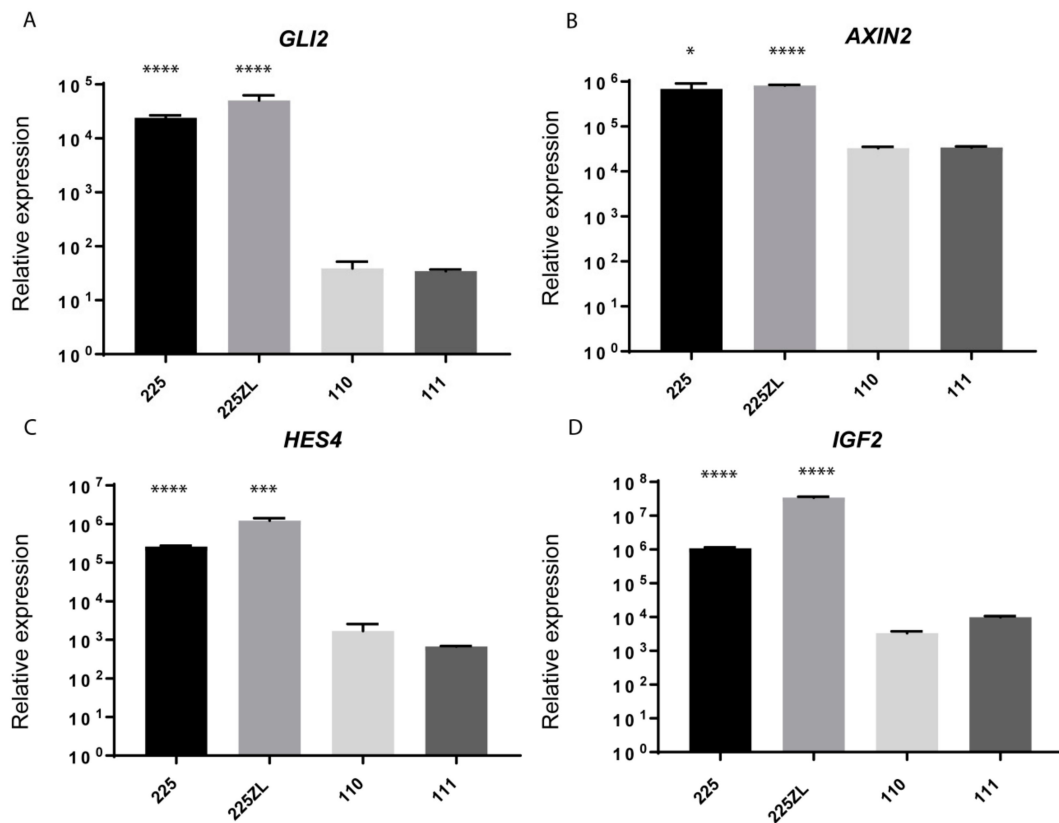 A
GLI2
**** ****
Relative expression
10^5
10^4
10^3
10^2
10^1
10^0
225 225ZL 110 111
B
AXIN2
* ****
Relative expression
10^6
10^5
10^4
10^3
10^2
10^1
10^0
225 225ZL 110 111
C
HES4
**** ***
Relative expression
10^7
10^6
10^5
10^4
10^3
10^2
10^1
10^0
225 225ZL 110 111
D
IGF2
**** ****
Relative expression
10^8
10^7
10^6
10^5
10^4
10^3
10^2
10^1
10^0
225 225ZL 110 111